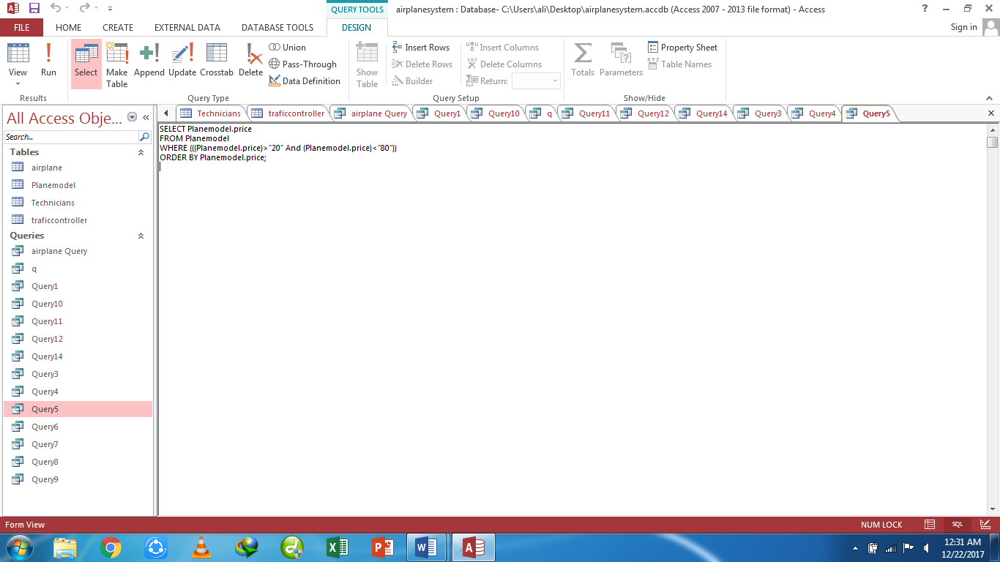 QUERY TOOLS
airplanesystem : Database- C:\Users\ali\Desktop\airplanesystem.accdb (Access 2007 - 2013 file format) - Access
FILE HOME CREATE EXTERNAL DATA DATABASE TOOLS DESIGN Sign in
View
Run
Select
Make Table
Append
Update
Crosstab
Delete
Union
Pass-Through
Data Definition
Show Table
Insert Rows
Delete Rows
Builder
Insert Columns
Delete Columns
Return:
Totals
Parameters
Property Sheet
Table Names
Results Query Type Query Setup Show/Hide
All Access Obje...
Search...
Tables
airplane
Planemodel
Technicians
traficcontroller
Queries
airplane Query
q
Query1
Query10
Query11
Query12
Query14
Query3
Query4
Query5
Query6
Query7
Query8
Query9
Technicians traficcontroller airplane Query Query1 Query10 q Query11 Query12 Query14 Query3 Query4 Query5
SELECT Planemodel.price
FROM Planemodel
WHERE (((Planemodel.price)>"20" And (Planemodel.price)<"80"))
ORDER BY Planemodel.price;
Form View NUM LOCK SQL
12:31 AM
12/22/2017